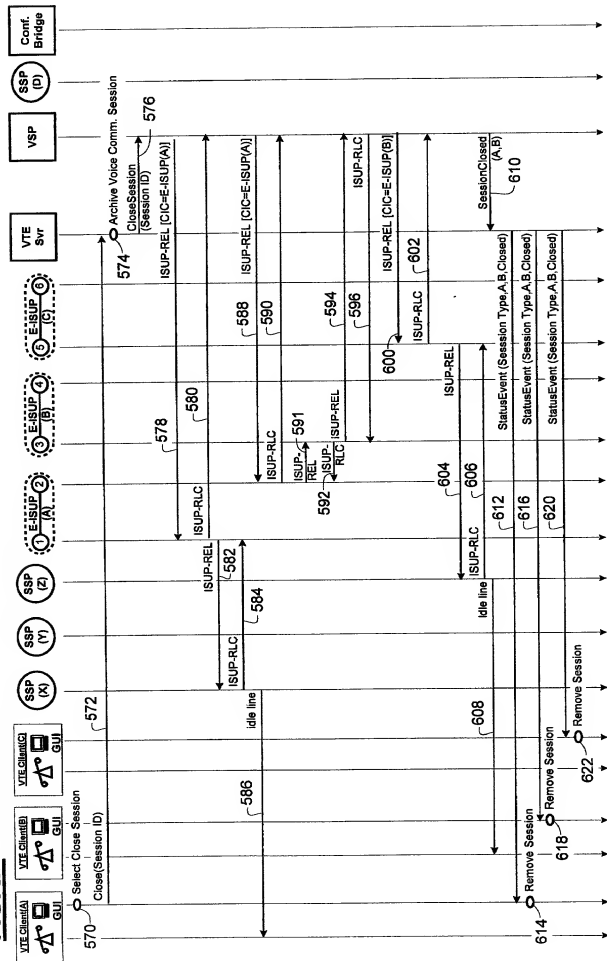 VTE Client(A)
GUI
VTE Client(B)
GUI
VTE Client(C)
GUI
SSP
(X)
SSP
(Y)
SSP
(Z)
1 E-ISUP 2
(A)
3 E-ISUP 4
(B)
5 E-ISUP 6
(C)
VTE
Svr
VSP
SSP
(D)
Conf.
Bridge
570
Select Close Session
Close(Session ID)
572
574
Archive Voice Comm. Session
CloseSession
(Session ID)
576
ISUP-REL [CIC=E-ISUP(A)]
578
ISUP-RLC
580
ISUP-REL
582
ISUP-RLC
584
idle line
586
ISUP-REL [CIC=E-ISUP(A)]
588
ISUP-RLC
590
ISUP-
REL
591
ISUP-
RLC
592
ISUP-REL
594
ISUP-RLC
596
ISUP-REL [CIC=E-ISUP(B)]
600
ISUP-RLC
602
ISUP-REL
604
ISUP-RLC
606
Idle line
608
SessionClosed
(A,B)
610
StatusEvent (Session Type,A,B,Closed)
612
Remove Session
614
StatusEvent (Session Type,A,B,Closed)
616
Remove Session
618
StatusEvent (Session Type,A,B,Closed)
620
Remove Session
622